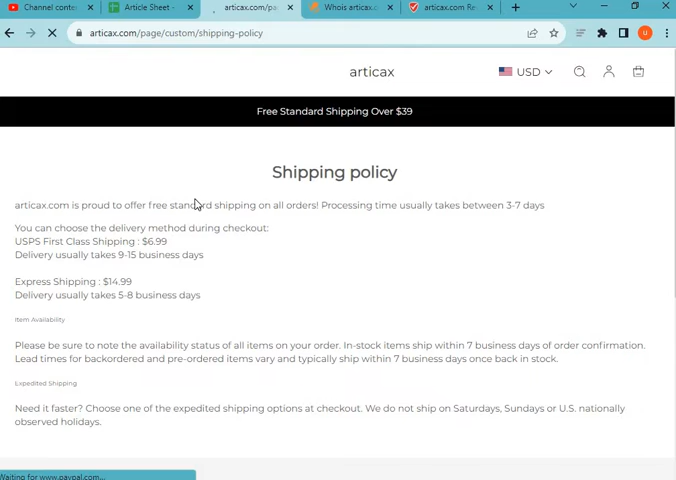 Channel conte
Article Sheet -
articax.com/pa
Whois articax.c
articax.com Re
articax.com/page/custom/shipping-policy
U
articax
USD
Free Standard Shipping Over $39
Shipping policy
articax.com is proud to offer free standard shipping on all orders! Processing time usually takes between 3-7 days
You can choose the delivery method during checkout:
USPS First Class Shipping : $6.99
Delivery usually takes 9-15 business days
Express Shipping : $14.99
Delivery usually takes 5-8 business days
Item Availability
Please be sure to note the availability status of all items on your order. In-stock items ship within 7 business days of order confirmation.
Lead times for backordered and pre-ordered items vary and typically ship within 7 business days once back in stock.
Expedited Shipping
Need it faster? Choose one of the expedited shipping options at checkout. We do not ship on Saturdays, Sundays or U.S. nationally
observed holidays.
Waiting for www.paypal.com...